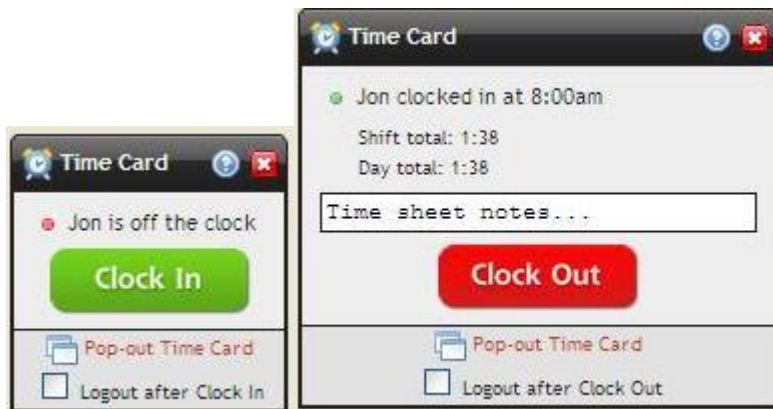 Time Card
Jon is off the clock
Clock In
Pop-out Time Card
Logout after Clock In
Time Card
Jon clocked in at 8:00am
Shift total: 1:38
Day total: 1:38
Time sheet notes...
Clock Out
Pop-out Time Card
Logout after Clock Out